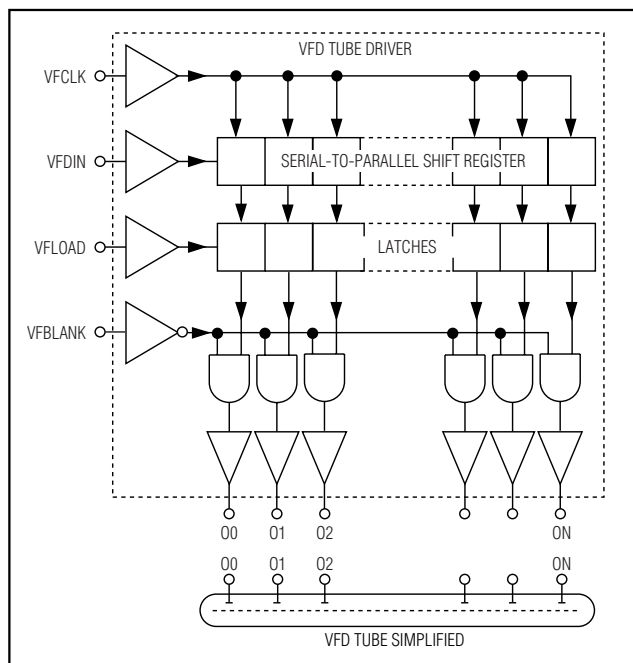 VFD TUBE DRIVER
VFCLK
VFDIN
SERIAL-TO-PARALLEL SHIFT REGISTER
VFLOAD
LATCHES
VFBLANK
O0 O1 O2 ON
O0 O1 O2 ON
VFD TUBE SIMPLIFIED